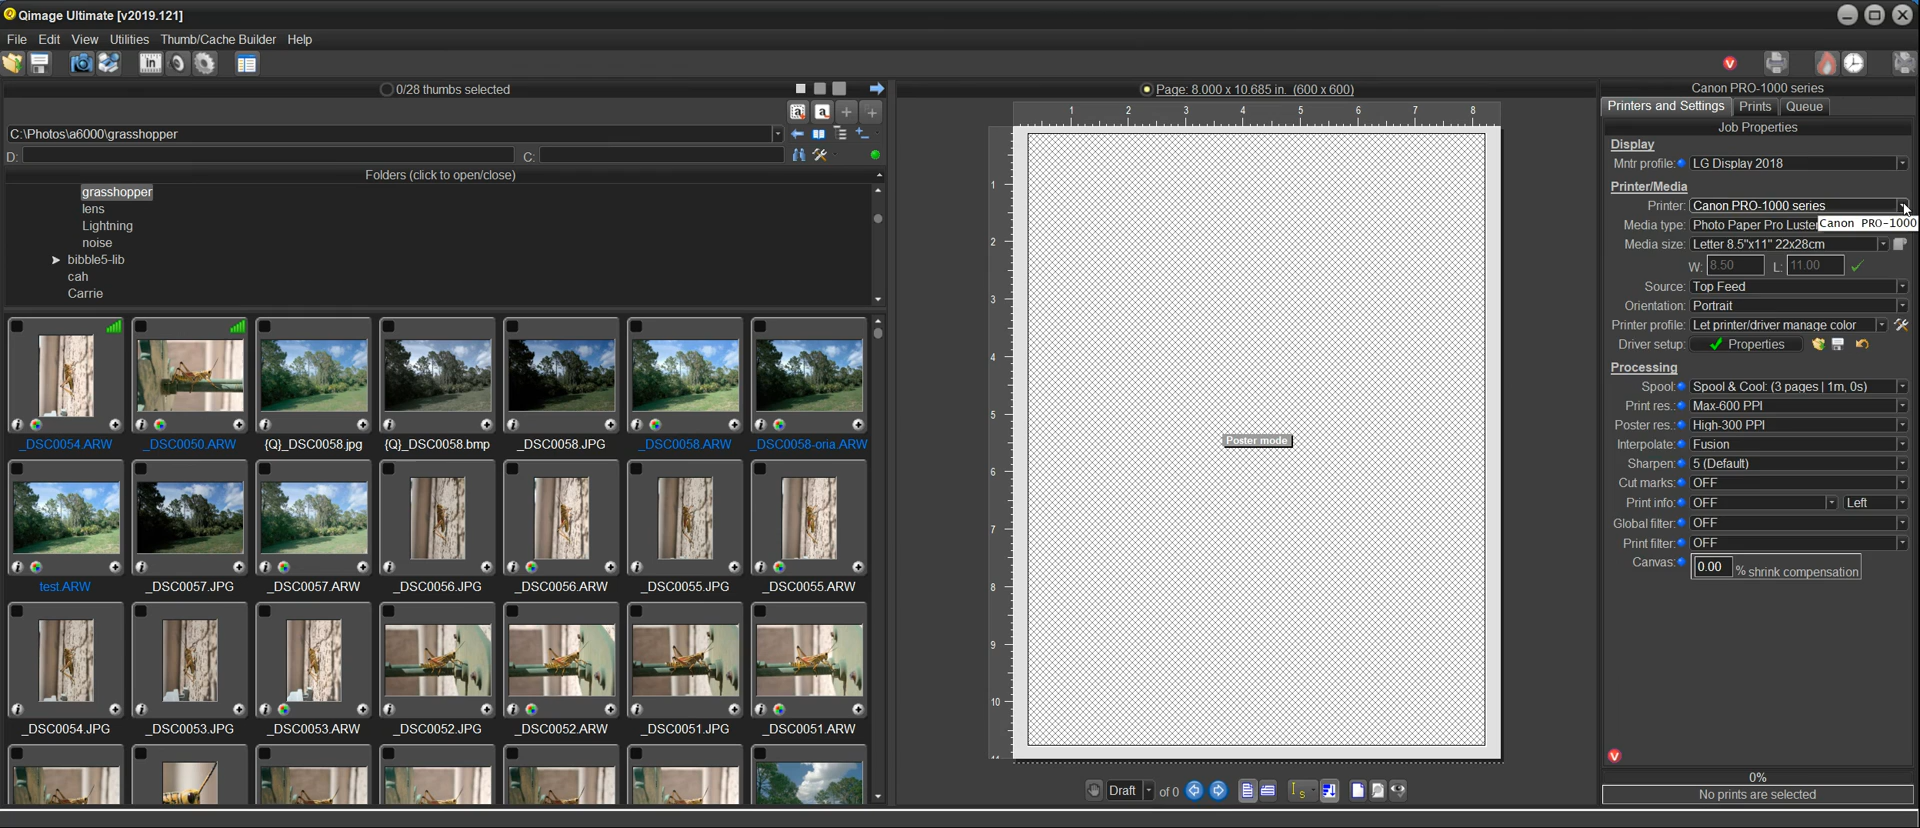 Qimage Ultimate [v2019.121]
File Edit View Utilities Thumb/Cache Builder Help
in
V
0/28 thumbs selected
Page: 8.000 x 10.685 in. (600 x 600)
Canon PRO-1000 series
Printers and Settings Prints Queue
C:\Photos\a6000\grasshopper
D:
C:
Folders (click to open/close)
grasshopper
lens
Lightning
noise
bibble5-lib
cah
Carrie
_DSC0054.ARW _DSC0050.ARW {Q}_DSC0058.jpg {Q}_DSC0058.bmp _DSC0058.JPG _DSC0058.ARW _DSC0058-oria.ARW
test.ARW _DSC0057.JPG _DSC0057.ARW _DSC0056.JPG _DSC0056.ARW _DSC0055.JPG _DSC0055.ARW
_DSC0054.JPG _DSC0053.JPG _DSC0053.ARW _DSC0052.JPG _DSC0052.ARW _DSC0051.JPG _DSC0051.ARW
1 2 3 4 5 6 7 8
1
2
3
4
5
6
7
8
9
10
Poster mode
Draft of 0
Job Properties
Display
Mntr profile: LG Display 2018
Printer/Media
Printer: Canon PRO-1000 series
Media type: Photo Paper Pro Luster
Canon PRO-1000
Media size: Letter 8.5"x11" 22x28cm
W: 8.50 L: 11.00
Source: Top Feed
Orientation: Portrait
Printer profile: Let printer/driver manage color
Driver setup: Properties
Processing
Spool: Spool & Cool: (3 pages | 1m, 0s)
Print res.: Max-600 PPI
Poster res.: High-300 PPI
Interpolate: Fusion
Sharpen: 5 (Default)
Cut marks: OFF
Print info: OFF Left
Global filter: OFF
Print filter: OFF
Canvas: 0.00 % shrink compensation
V
0%
No prints are selected